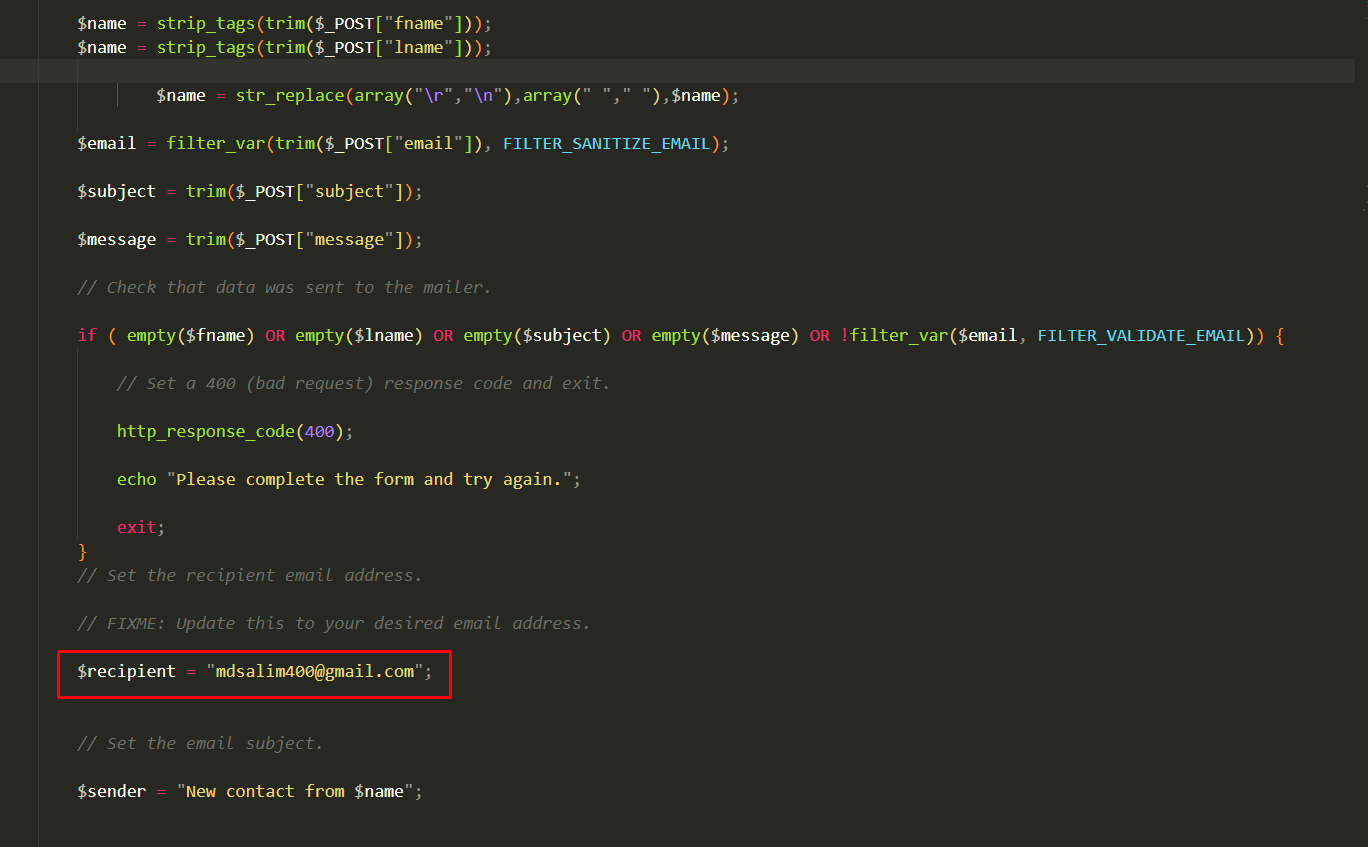 $name = strip_tags(trim($_POST["fname"]));
$name = strip_tags(trim($_POST["lname"]));
$name = str_replace(array("\r","\n"),array(" "," "),$name);
$email = filter_var(trim($_POST["email"]), FILTER_SANITIZE_EMAIL);
$subject = trim($_POST["subject"]);
$message = trim($_POST["message"]);
// Check that data was sent to the mailer.
if ( empty($fname) OR empty($lname) OR empty($subject) OR empty($message) OR !filter_var($email, FILTER_VALIDATE_EMAIL)) {
// Set a 400 (bad request) response code and exit.
http_response_code(400);
echo "Please complete the form and try again.";
exit;
}
// Set the recipient email address.
// FIXME: Update this to your desired email address.
$recipient = "mdsalim400@gmail.com";
// Set the email subject.
$sender = "New contact from $name";